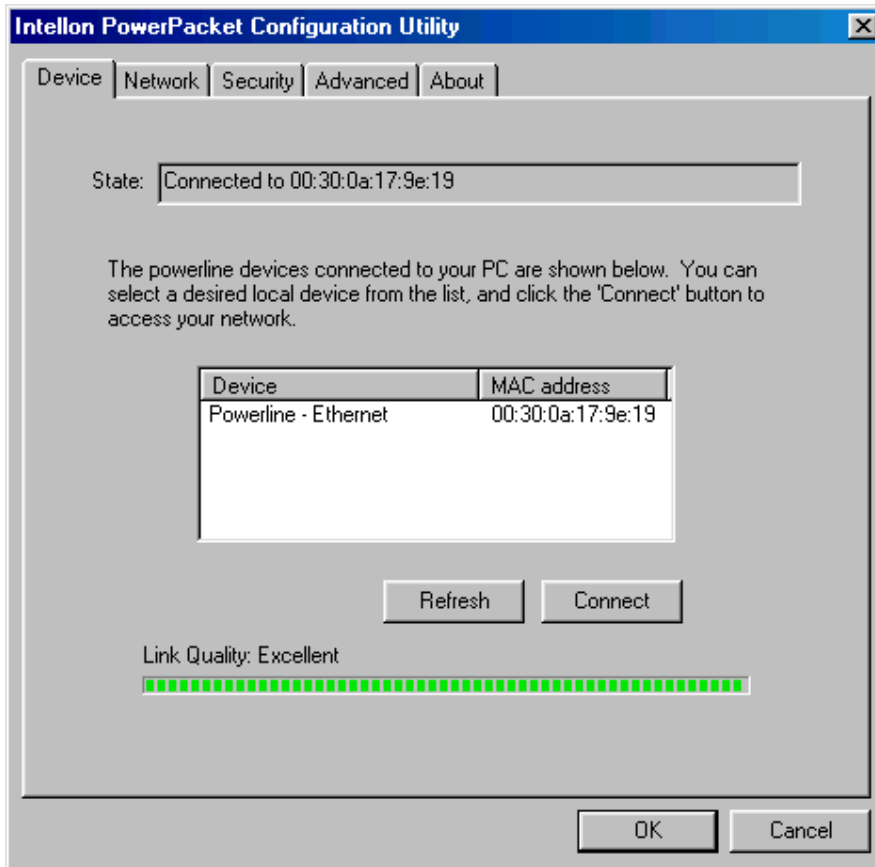 Intellon PowerPacket Configuration Utility
Device Network Security Advanced About
State: Connected to 00:30:0a:17:9e:19
The powerline devices connected to your PC are shown below. You can
select a desired local device from the list, and click the 'Connect' button to
access your network.
Device MAC address
Powerline - Ethernet 00:30:0a:17:9e:19
Refresh Connect
Link Quality: Excellent
OK Cancel